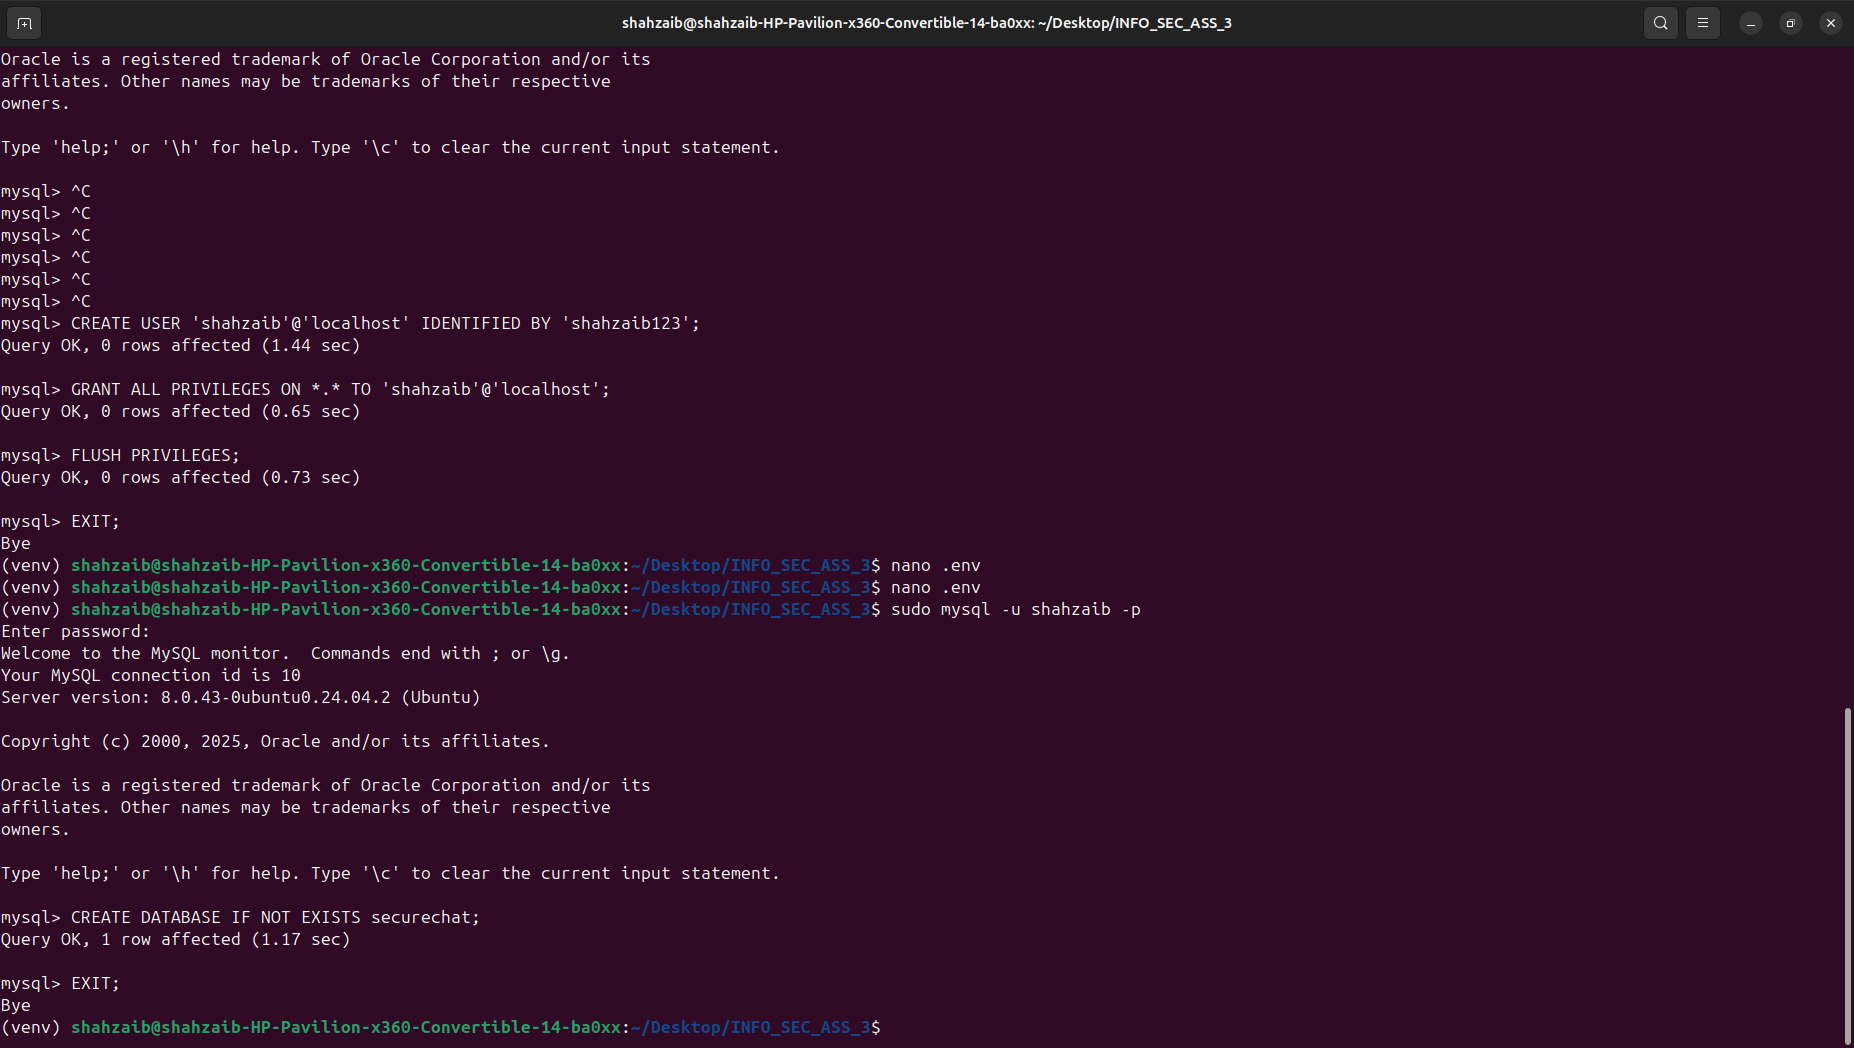 shahzaib@shahzaib-HP-Pavilion-x360-Convertible-14-ba0xx: ~/Desktop/INFO_SEC_ASS_3
Oracle is a registered trademark of Oracle Corporation and/or its
affiliates. Other names may be trademarks of their respective
owners.
Type 'help;' or '\h' for help. Type '\c' to clear the current input statement.
mysql> ^C
mysql> ^C
mysql> ^C
mysql> ^C
mysql> ^C
mysql> ^C
mysql> CREATE USER 'shahzaib'@'localhost' IDENTIFIED BY 'shahzaib123';
Query OK, 0 rows affected (1.44 sec)
mysql> GRANT ALL PRIVILEGES ON *.* TO 'shahzaib'@'localhost';
Query OK, 0 rows affected (0.65 sec)
mysql> FLUSH PRIVILEGES;
Query OK, 0 rows affected (0.73 sec)
mysql> EXIT;
Bye
(venv) shahzaib@shahzaib-HP-Pavilion-x360-Convertible-14-ba0xx:~/Desktop/INFO_SEC_ASS_3$ nano .env
(venv) shahzaib@shahzaib-HP-Pavilion-x360-Convertible-14-ba0xx:~/Desktop/INFO_SEC_ASS_3$ nano .env
(venv) shahzaib@shahzaib-HP-Pavilion-x360-Convertible-14-ba0xx:~/Desktop/INFO_SEC_ASS_3$ sudo mysql -u shahzaib -p
Enter password:
Welcome to the MySQL monitor.  Commands end with ; or \g.
Your MySQL connection id is 10
Server version: 8.0.43-0ubuntu0.24.04.2 (Ubuntu)
Copyright (c) 2000, 2025, Oracle and/or its affiliates.
Oracle is a registered trademark of Oracle Corporation and/or its
affiliates. Other names may be trademarks of their respective
owners.
Type 'help;' or '\h' for help. Type '\c' to clear the current input statement.
mysql> CREATE DATABASE IF NOT EXISTS securechat;
Query OK, 1 row affected (1.17 sec)
mysql> EXIT;
Bye
(venv) shahzaib@shahzaib-HP-Pavilion-x360-Convertible-14-ba0xx:~/Desktop/INFO_SEC_ASS_3$